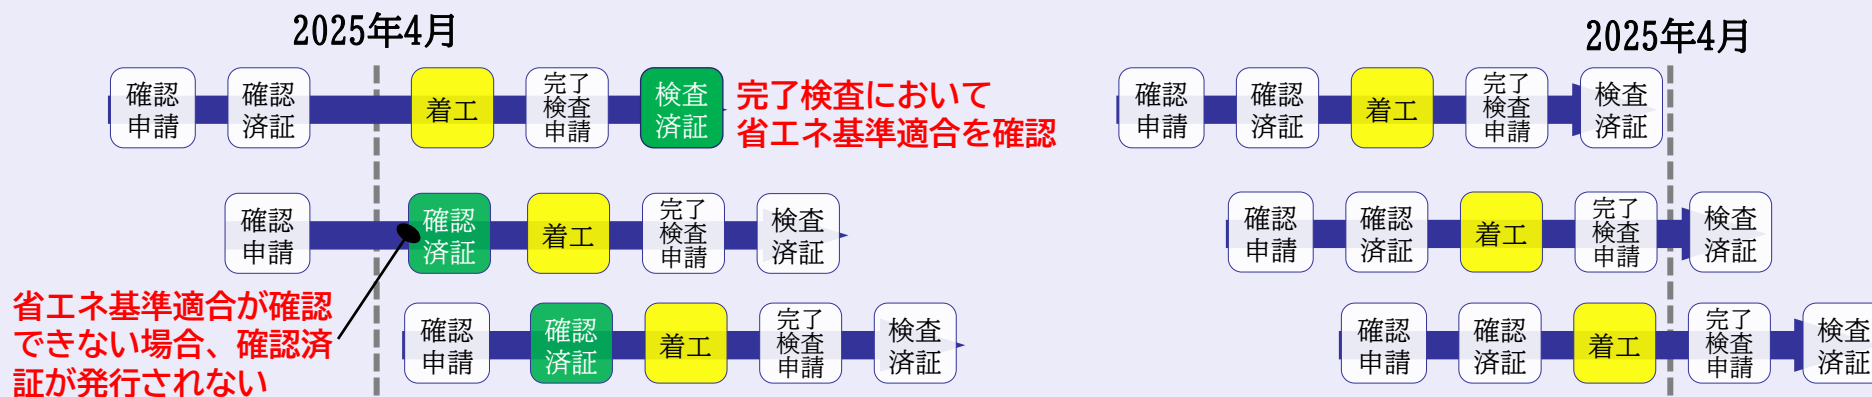 2025年4月
確認
申請
確認
済証
着工
完了
検査
申請
検査
済証
完了検査において
省エネ基準適合を確認
確認
申請
確認
済証
着工
完了
検査
申請
検査
済証
省エネ基準適合が確認
できない場合、確認済
証が発行されない
確認
申請
確認
済証
着工
完了
検査
申請
検査
済証
2025年4月
確認
申請
確認
済証
着工
完了
検査
申請
検査
済証
確認
申請
確認
済証
着工
完了
検査
申請
検査
済証
確認
申請
確認
済証
着工
完了
検査
申請
検査
済証